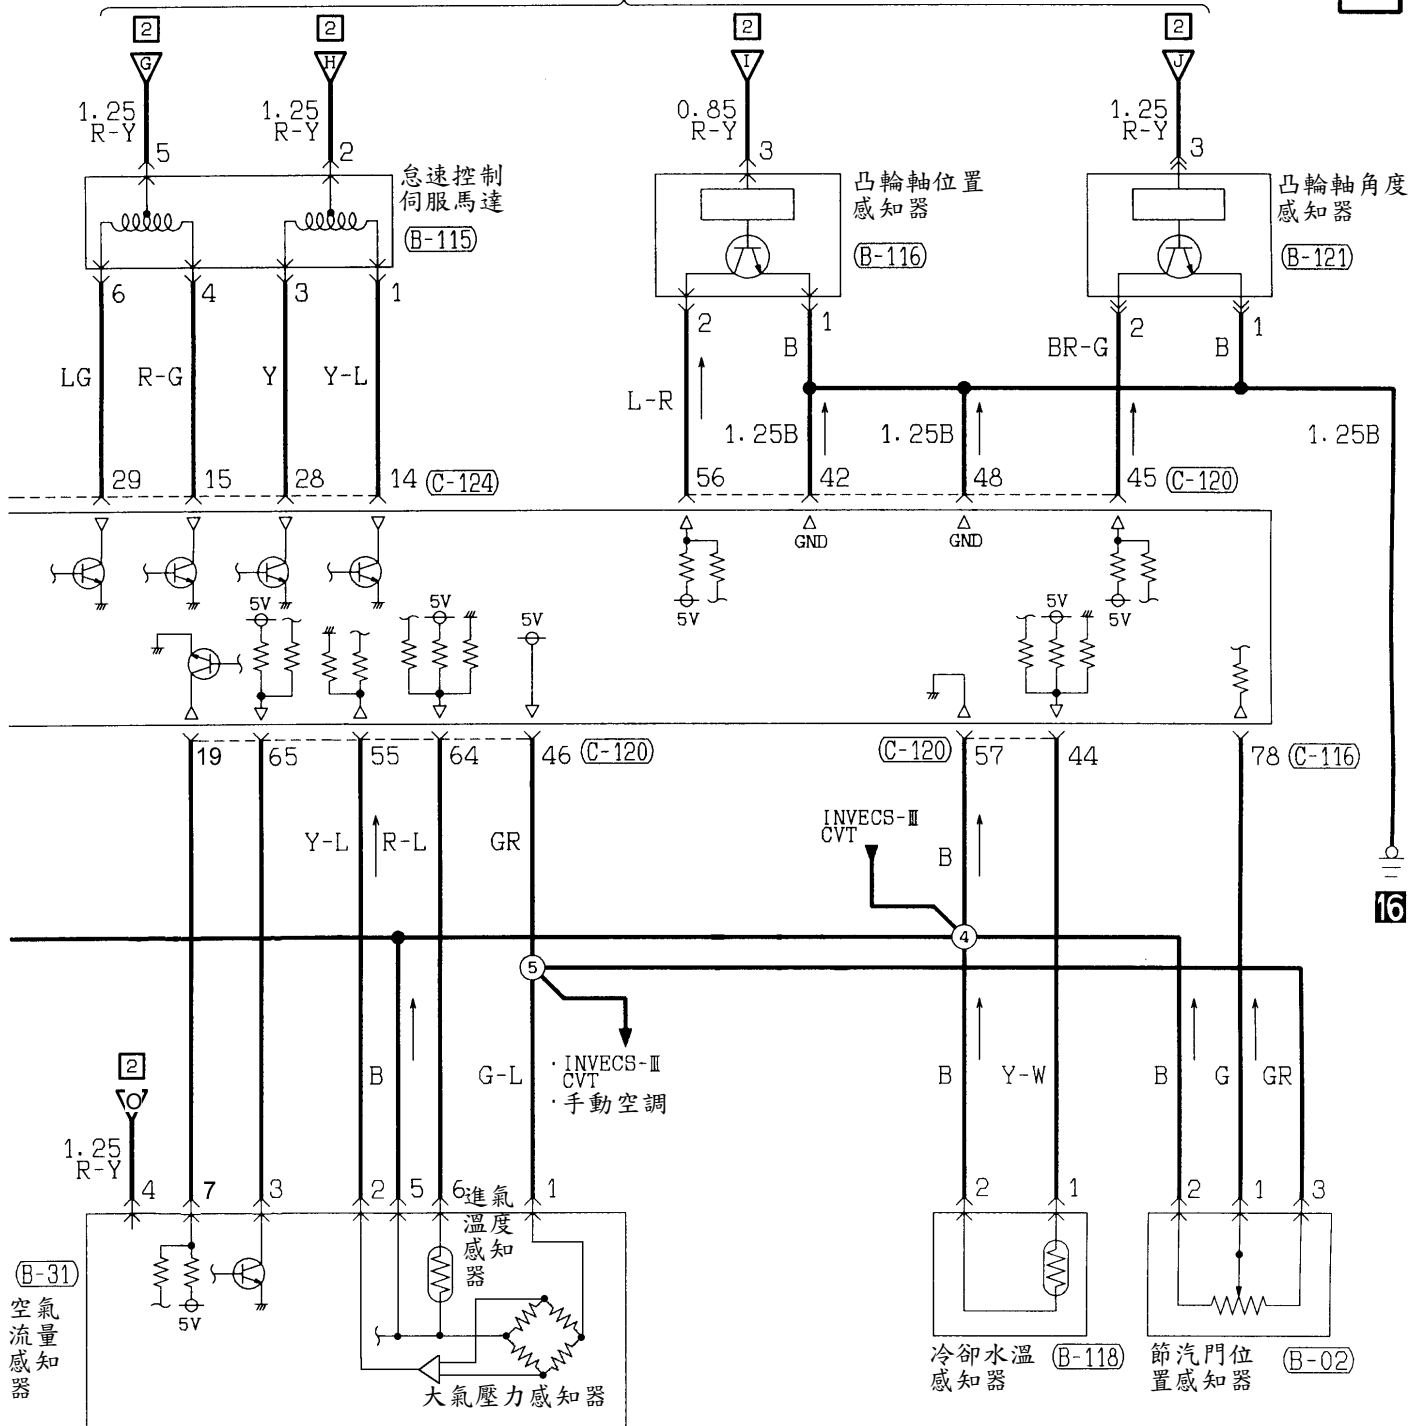 2 2 2 2
G H I J
1.25 R-Y 1.25 R-Y 0.85 R-Y 1.25 R-Y
5 2 3 3
怠速控制
伺服馬達
(B-115)
凸輪軸位置
感知器
(B-116)
凸輪軸角度
感知器
(B-121)
6 4 3 1 2 1 2 1
LG R-G Y Y-L L-R B BR-G B
1.25B 1.25B 1.25B
29 15 28 14 (C-124) 56 42 48 45 (C-120)
GND GND
5V 5V
5V 5V 5V 5V
19 65 55 64 46 (C-120) (C-120) 57 44 78 (C-116)
Y-L R-L GR
INVECS-Ⅲ
CVT
B
16
4
5
・INVECS-Ⅲ
CVT
・手動空調
2
O
1.25
R-Y
B G-L B Y-W B G GR
4 7 3 2 5 6 1 2 1 2 1 3
進氣
溫度
感知
器
(B-31)
空氣
流量
感知
器
5V
大氣壓力感知器
冷卻水溫
感知器
(B-118)
節汽門位
置感知器
(B-02)